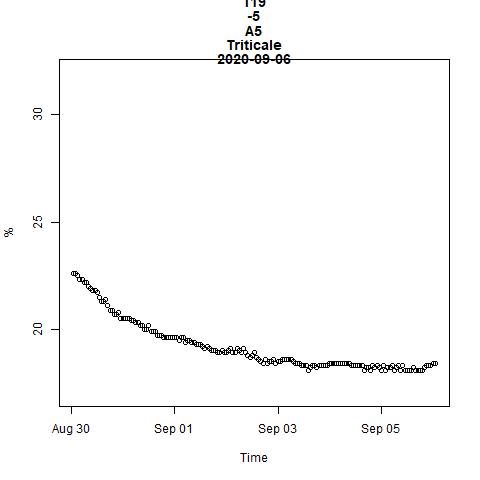 T19
-5
A5
Triticale
2020-09-06
30
25
20
%
Aug 30
Sep 01
Sep 03
Sep 05
Time